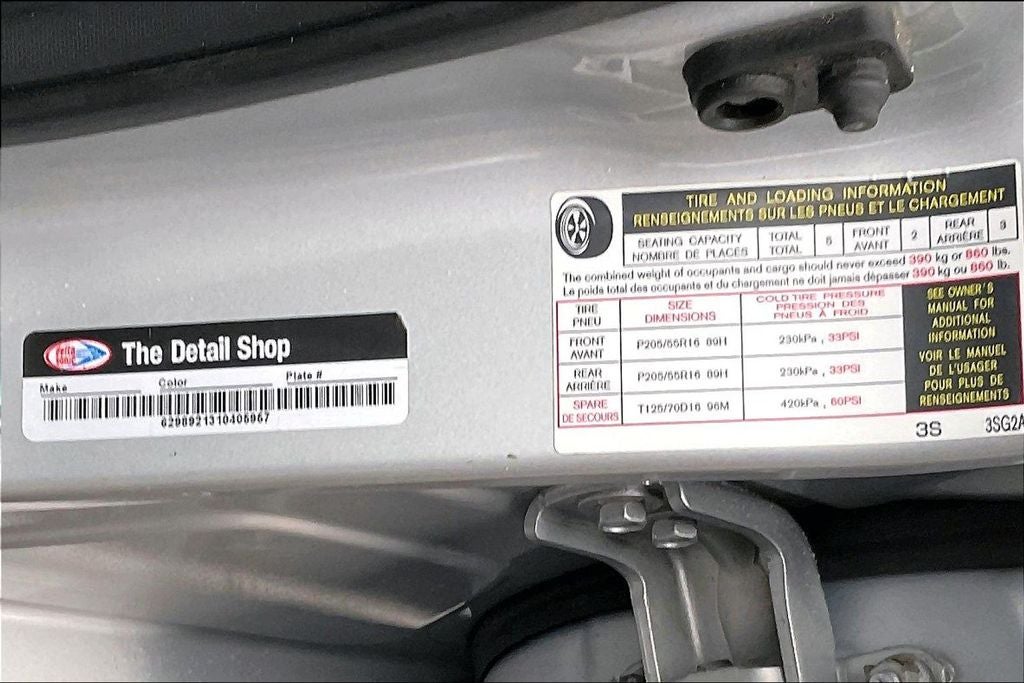 TIRE AND LOADING INFORMATION
RENSEIGNEMENTS SUR LES PNEUS ET LE CHARGEMENT
SEATING CAPACITY
NOMBRE DE PLACES
TOTAL
TOTAL
5
FRONT
AVANT
2
REAR
ARRIÈRE
3
The combined weight of occupants and cargo should never exceed 390 kg or 860 lbs.
Le poids total des occupants et du chargement ne doit jamais dépasser 390 kg ou 860 lb.
TIRE
PNEU
SIZE
DIMENSIONS
COLD TIRE PRESSURE
PRESSION DES
PNEUS À FROID
FRONT
AVANT
P205/55R16 89H
230kPa , 33PSI
REAR
ARRIÈRE
P205/55R16 89H
230kPa , 33PSI
SPARE
DE SECOURS
T125/70D16 96M
420kPa , 60PSI
SEE OWNER'S
MANUAL FOR
ADDITIONAL
INFORMATION
VOIR LE MANUEL
DE L'USAGER
POUR PLUS DE
RENSEIGNEMENTS
3S
3SG2A
delta
sonic
The Detail Shop
Make
Color
Plate #
6298921310405967